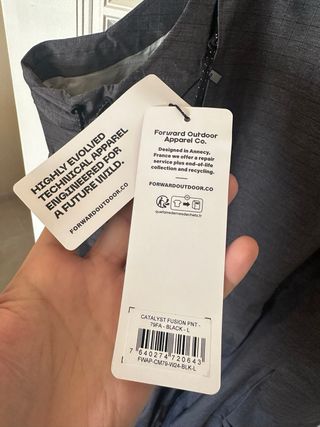 HIGHLY EVOLVED
TECHNICAL APPAREL
ENGINEERED FOR
A FUTURE WILD.
FORWARDOUTDOOR.CO
Forward Outdoor
Apparel Co.
Designed in Annecy,
France we offer a repair
service plus end-of-life
collection and recycling.
FORWARDOUTDOOR.CO
quefairedemesdechets.fr
CATALYST FUSION PNT -
79FA - BLACK - L
7 640274 720643
FWAP-CM79-W24-BLK-L